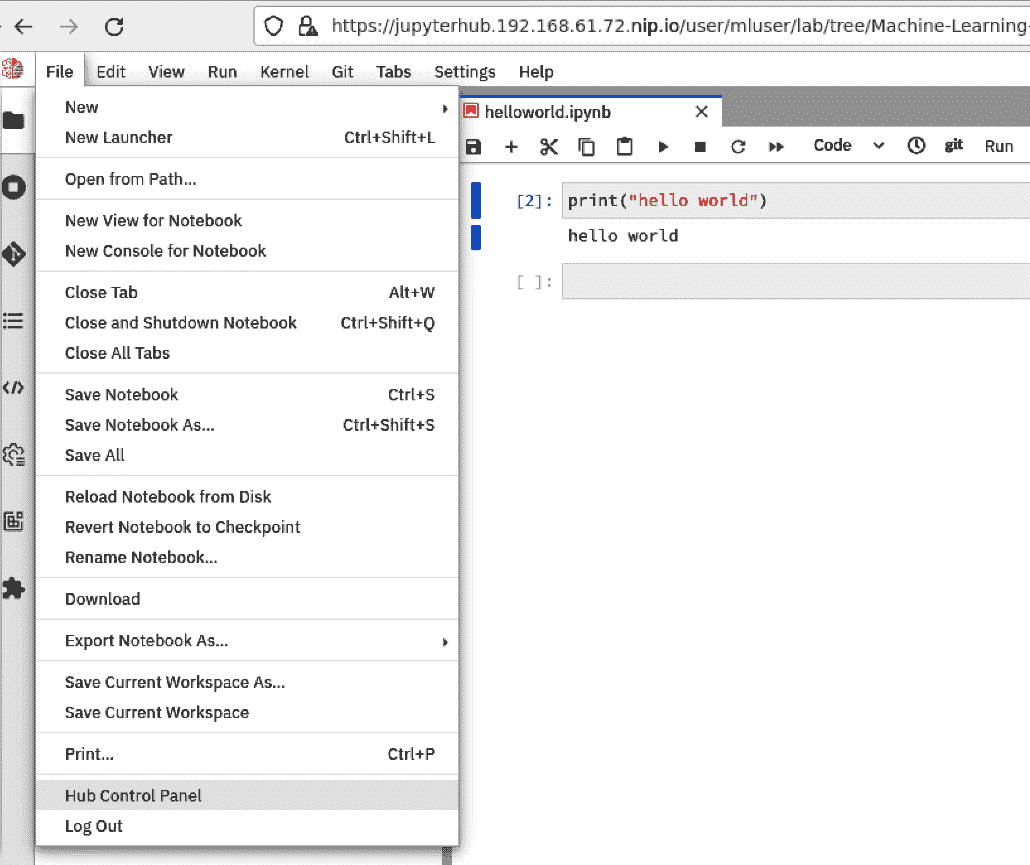 https://jupyterhub.192.168.61.72.nip.io/user/mluser/lab/tree/Machine-Learning-
File Edit View Run Kernel Git Tabs Settings Help
New
New Launcher Ctrl+Shift+L
Open from Path...
New View for Notebook
New Console for Notebook
Close Tab Alt+W
Close and Shutdown Notebook Ctrl+Shift+Q
Close All Tabs
Save Notebook Ctrl+S
Save Notebook As... Ctrl+Shift+S
Save All
Reload Notebook from Disk
Revert Notebook to Checkpoint
Rename Notebook...
Download
Export Notebook As...
Save Current Workspace As...
Save Current Workspace
Print... Ctrl+P
Hub Control Panel
Log Out
helloworld.ipynb
Code git Run
[2]: print("hello world")
hello world
[ ]: